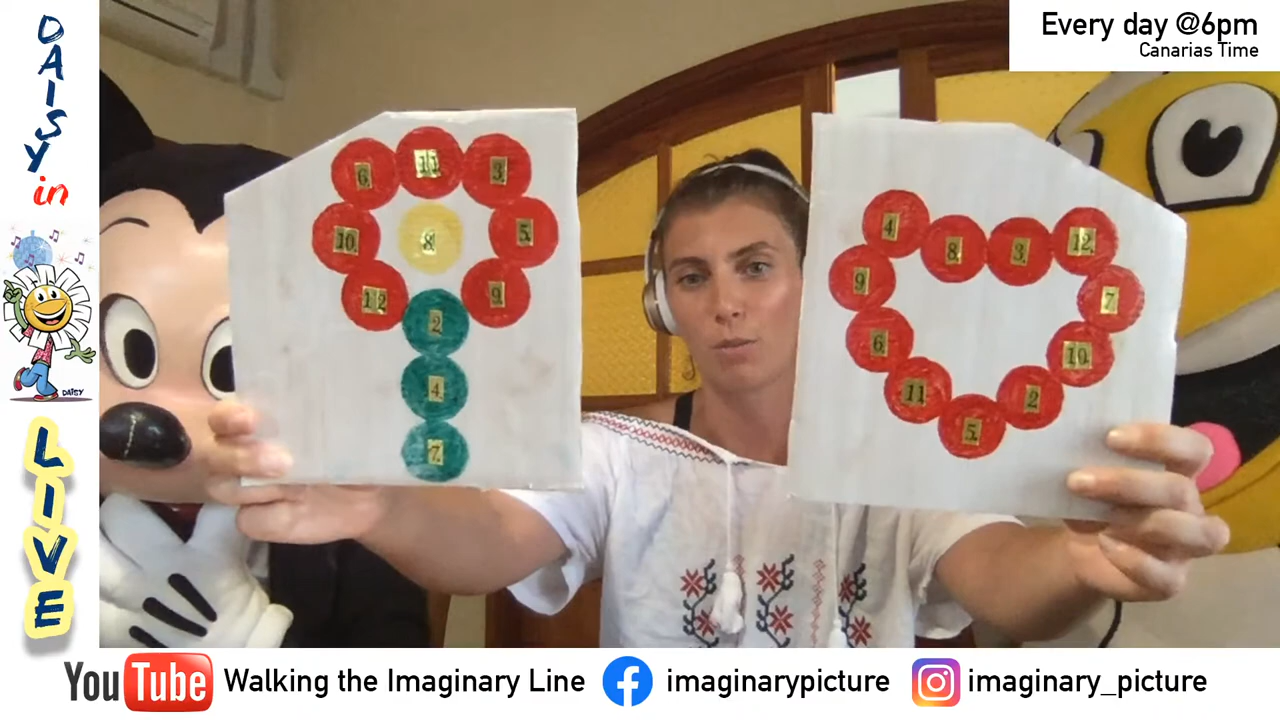 DAISY
in
LIVE
DAISY
Every day @6pm
Canarias Time
6 11 3
10 8 5
12 9
2
4
7
4 8 3 12
9 7
6 10
11 2
5
YouTube Walking the Imaginary Line f imaginarypicture imaginary_picture